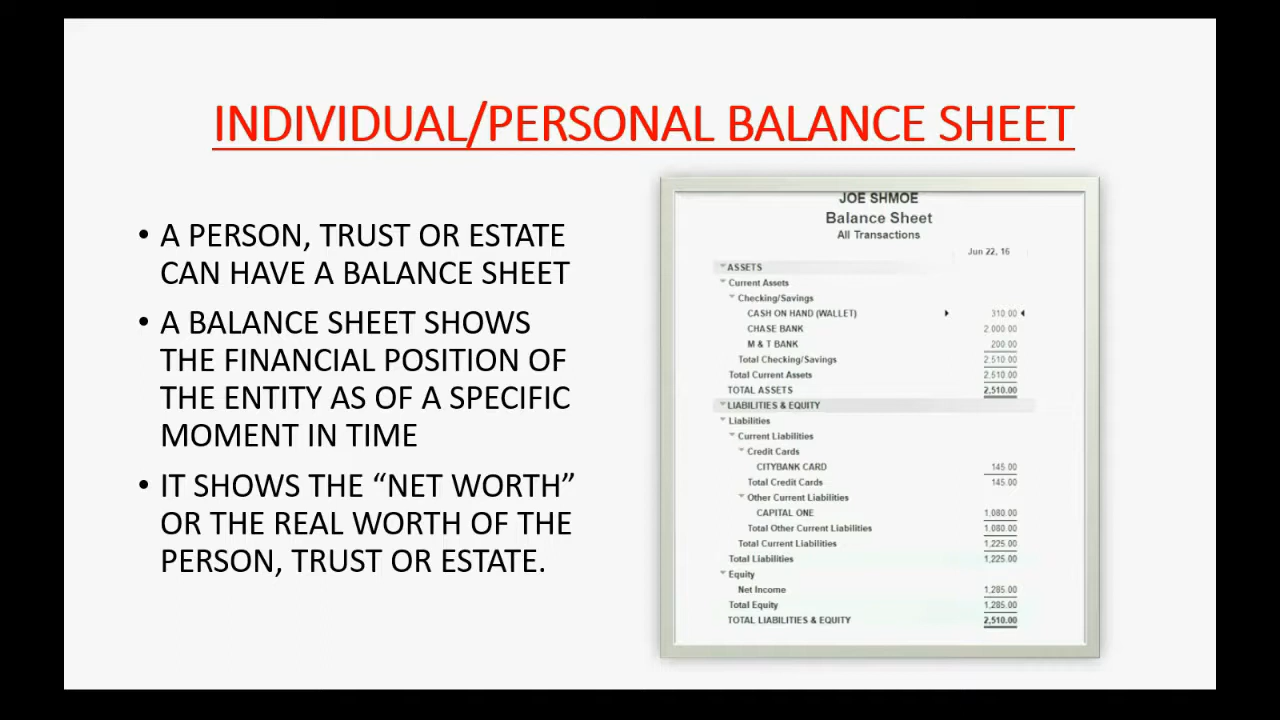 INDIVIDUAL/PERSONAL BALANCE SHEET
• A PERSON, TRUST OR ESTATE
CAN HAVE A BALANCE SHEET
• A BALANCE SHEET SHOWS
THE FINANCIAL POSITION OF
THE ENTITY AS OF A SPECIFIC
MOMENT IN TIME
• IT SHOWS THE “NET WORTH”
OR THE REAL WORTH OF THE
PERSON, TRUST OR ESTATE.
JOE SHMOE
Balance Sheet
All Transactions
Jun 22, 16
ASSETS
Current Assets
Checking/Savings
CASH ON HAND (WALLET) 310.00
CHASE BANK 2,000.00
M & T BANK 200.00
Total Checking/Savings 2,510.00
Total Current Assets 2,510.00
TOTAL ASSETS 2,510.00
LIABILITIES & EQUITY
Liabilities
Current Liabilities
Credit Cards
CITYBANK CARD 145.00
Total Credit Cards 145.00
Other Current Liabilities
CAPITAL ONE 1,080.00
Total Other Current Liabilities 1,080.00
Total Current Liabilities 1,225.00
Total Liabilities 1,225.00
Equity
Net Income 1,285.00
Total Equity 1,285.00
TOTAL LIABILITIES & EQUITY 2,510.00